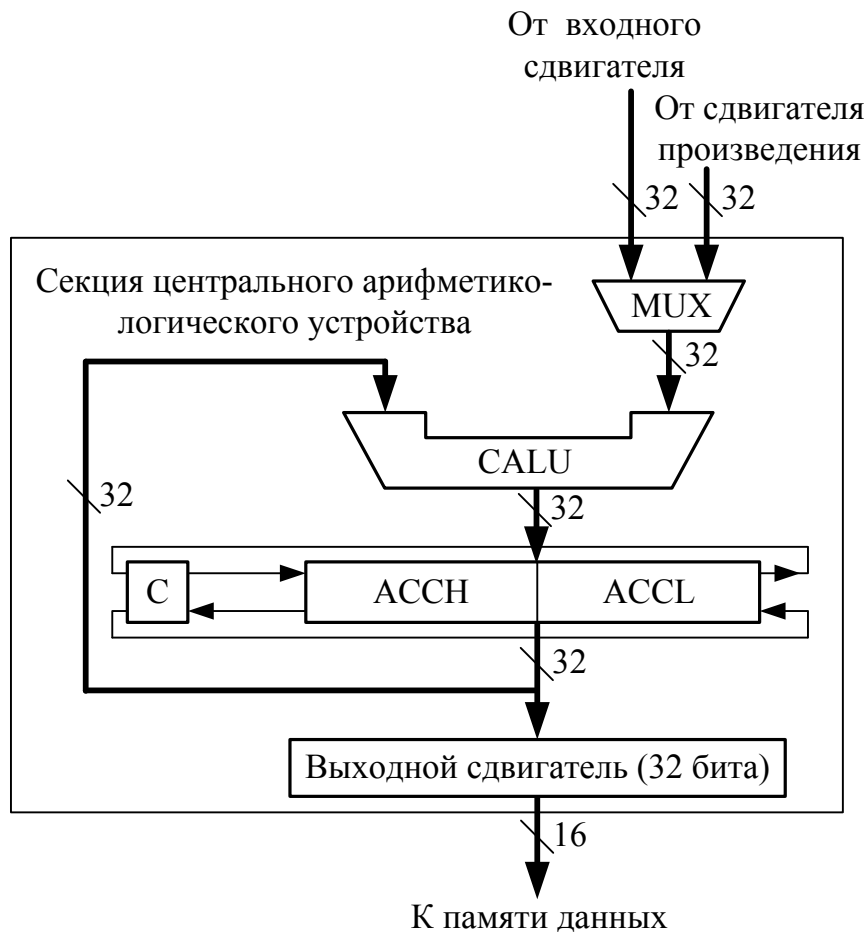 От входного
сдвигателя
От сдвигателя
произведения
32
32
Секция центрального арифметико-
логического устройства
MUX
32
CALU
32
32
C
ACCH
ACCL
32
Выходной сдвигатель (32 бита)
16
К памяти данных